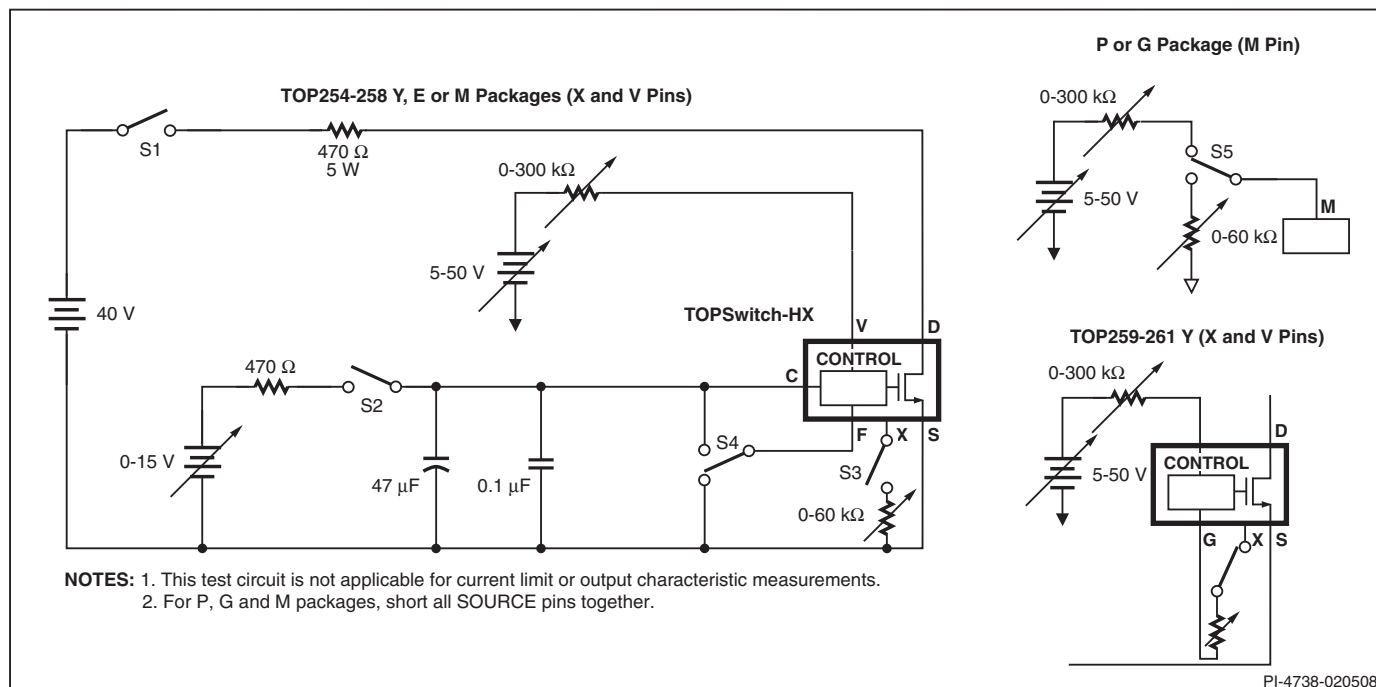 P or G Package (M Pin)
TOP254-258 Y, E or M Packages (X and V Pins)
0-300 kΩ
S1
470 Ω
5 W
0-300 kΩ
S5
5-50 V
M
0-60 kΩ
5-50 V
40 V
TOPSwitch-HX
V
D
TOP259-261 Y (X and V Pins)
CONTROL
C
470 Ω
S2
0-300 kΩ
F
X
S
D
S4
S3
0-15 V
47 µF
0.1 µF
5-50 V
CONTROL
0-60 kΩ
G
X
S
NOTES: 1. This test circuit is not applicable for current limit or output characteristic measurements.
2. For P, G and M packages, short all SOURCE pins together.
PI-4738-020508